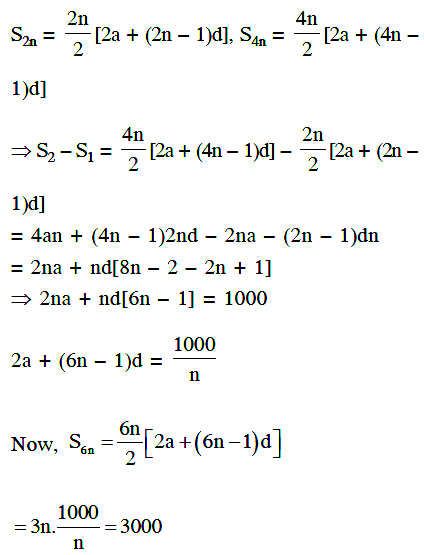 S₂ₙ = 2n/2 [2a + (2n − 1)d], S₄ₙ = 4n/2 [2a + (4n −
1)d]
⇒ S₂ − S₁ = 4n/2 [2a + (4n − 1)d] − 2n/2 [2a + (2n −
1)d]
= 4an + (4n − 1)2nd − 2na − (2n − 1)dn
= 2na + nd[8n − 2 − 2n + 1]
⇒ 2na + nd[6n − 1] = 1000
2a + (6n − 1)d = 1000/n
Now, S₆ₙ = 6n/2 [2a + (6n − 1)d]
= 3n. 1000/n = 3000